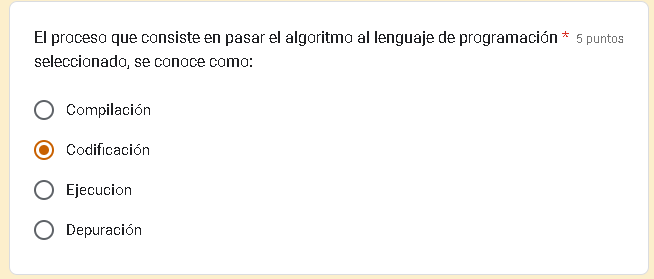 El proceso que consiste en pasar el algoritmo al lenguaje de programación * 5 puntos
seleccionado, se conoce como:
Compilación
Codificación
Ejecucion
Depuración